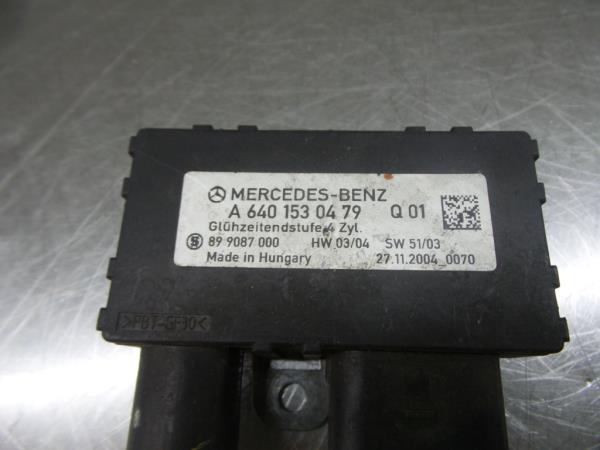 MERCEDES-BENZ
A 640 153 04 79 Q 01
Glühzeitendstufe 4 Zyl.
89 9087 000 HW 03/04 SW 51/03
Made in Hungary 27.11.2004_0070
>PBT-GF30<